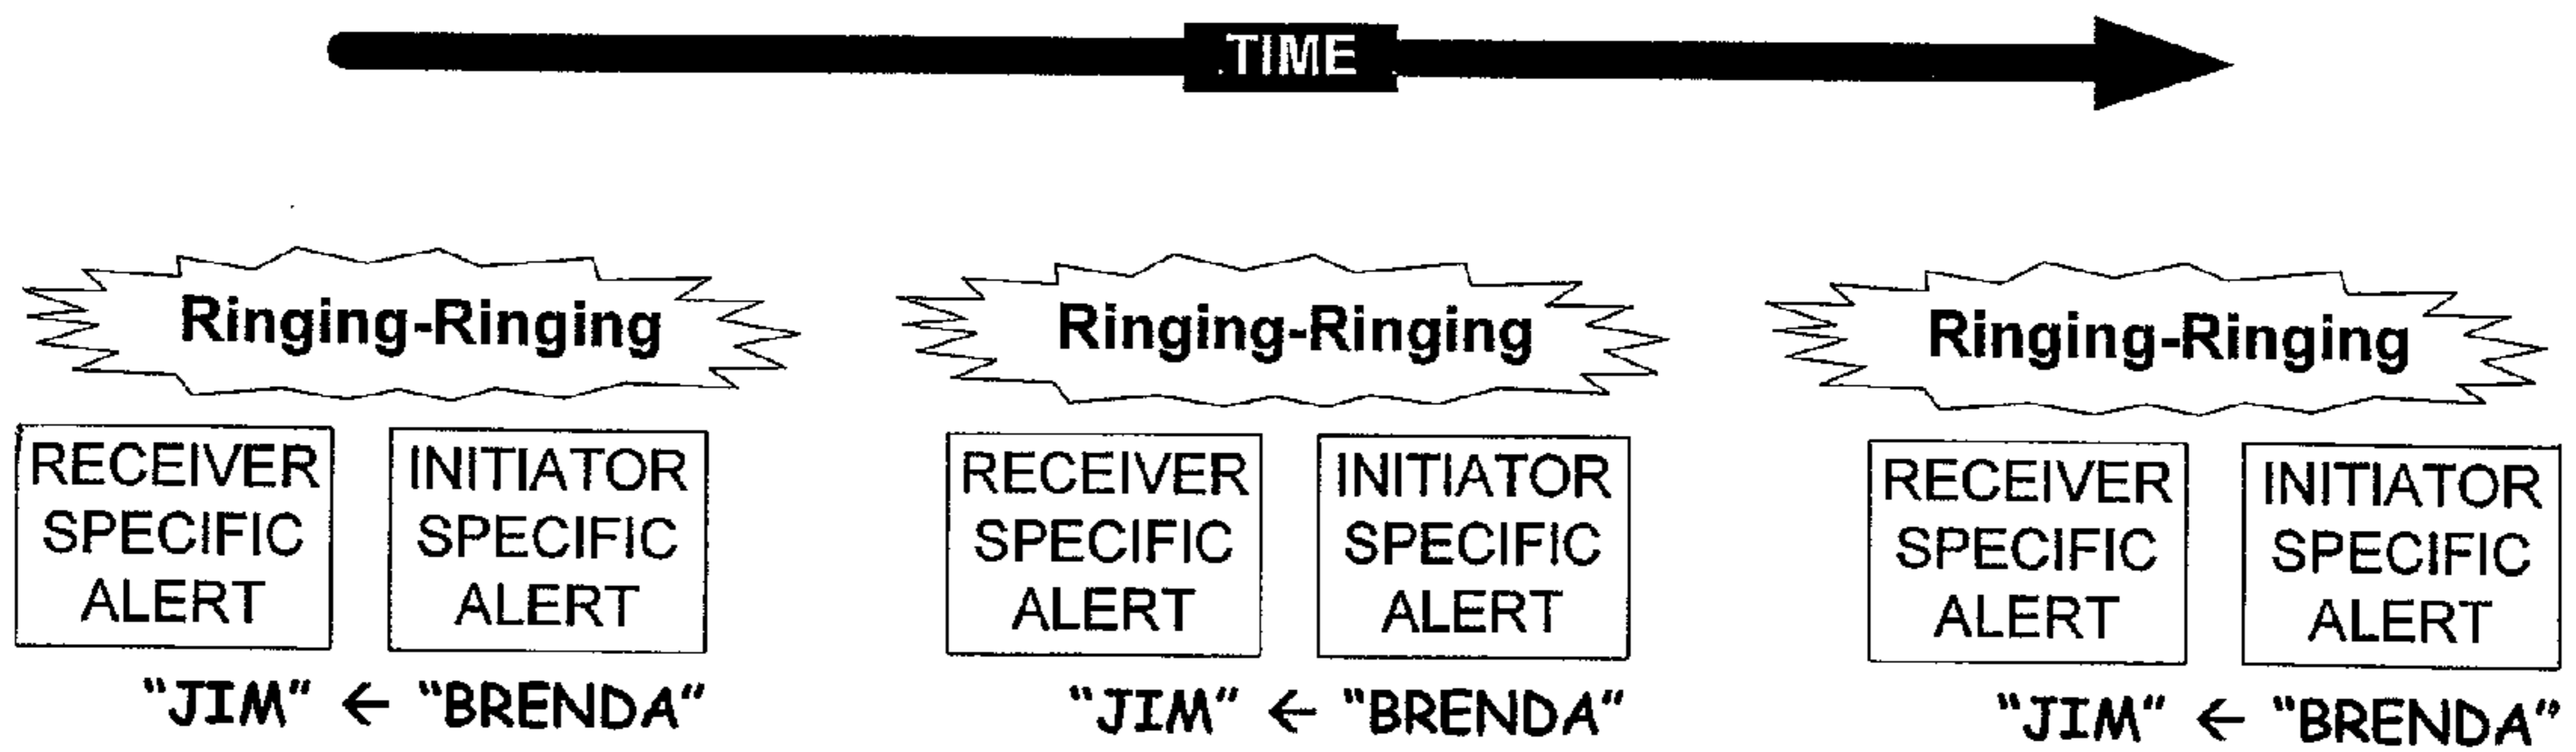 TIME
Ringing-Ringing
Ringing-Ringing
Ringing-Ringing
RECEIVER
SPECIFIC
ALERT
INITIATOR
SPECIFIC
ALERT
RECEIVER
SPECIFIC
ALERT
INITIATOR
SPECIFIC
ALERT
RECEIVER
SPECIFIC
ALERT
INITIATOR
SPECIFIC
ALERT
“JIM” ← “BRENDA”
“JIM” ← “BRENDA”
“JIM” ← “BRENDA”